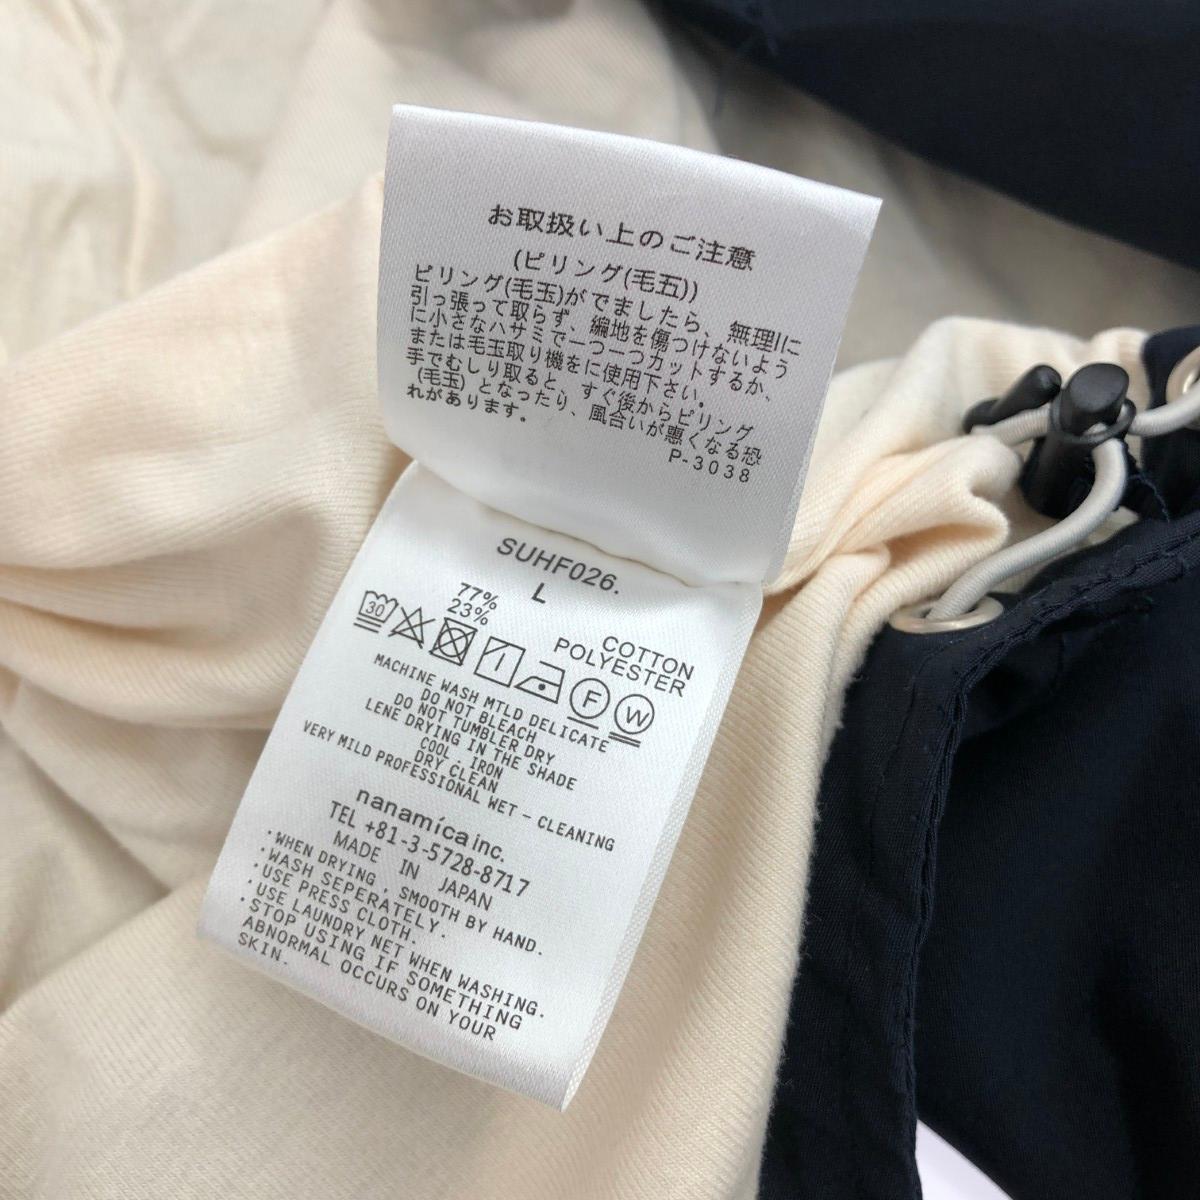 お取扱い上のご注意
(ピリング(毛五))
ピリング(毛玉)がでましたら、無理Iに
引っ張って取らず、編地を傷つけないよう
に小さなハサミで一つ一つカットするか、
または毛玉取り機をに使用下さい。
手でむしり取ると、すぐ後からピリング
(毛玉)となったり、風合いが悪くなる恐
れがあります。
P-3038
SUHF026.
L
77% COTTON
23% POLYESTER
30 F W
MACHINE WASH MTLD DELICATE
DO NOT BLEACH
DO NOT TUMBLER DRY
LENE DRYING IN THE SHADE
COOL . IRON
DRY CLEAN
VERY MILD PROFESSIONAL WET - CLEANING
nanamica inc.
TEL +81-3-5728-8717
MADE IN JAPAN
・WHEN DRYING , SMOOTH BY HAND.
・WASH SEPERATELY.
・USE PRESS CLOTH.
・USE LAUNDRY NET WHEN WASHING.
STOP USING IF SOMETHING
ABNORMAL OCCURS ON YOUR
SKIN.